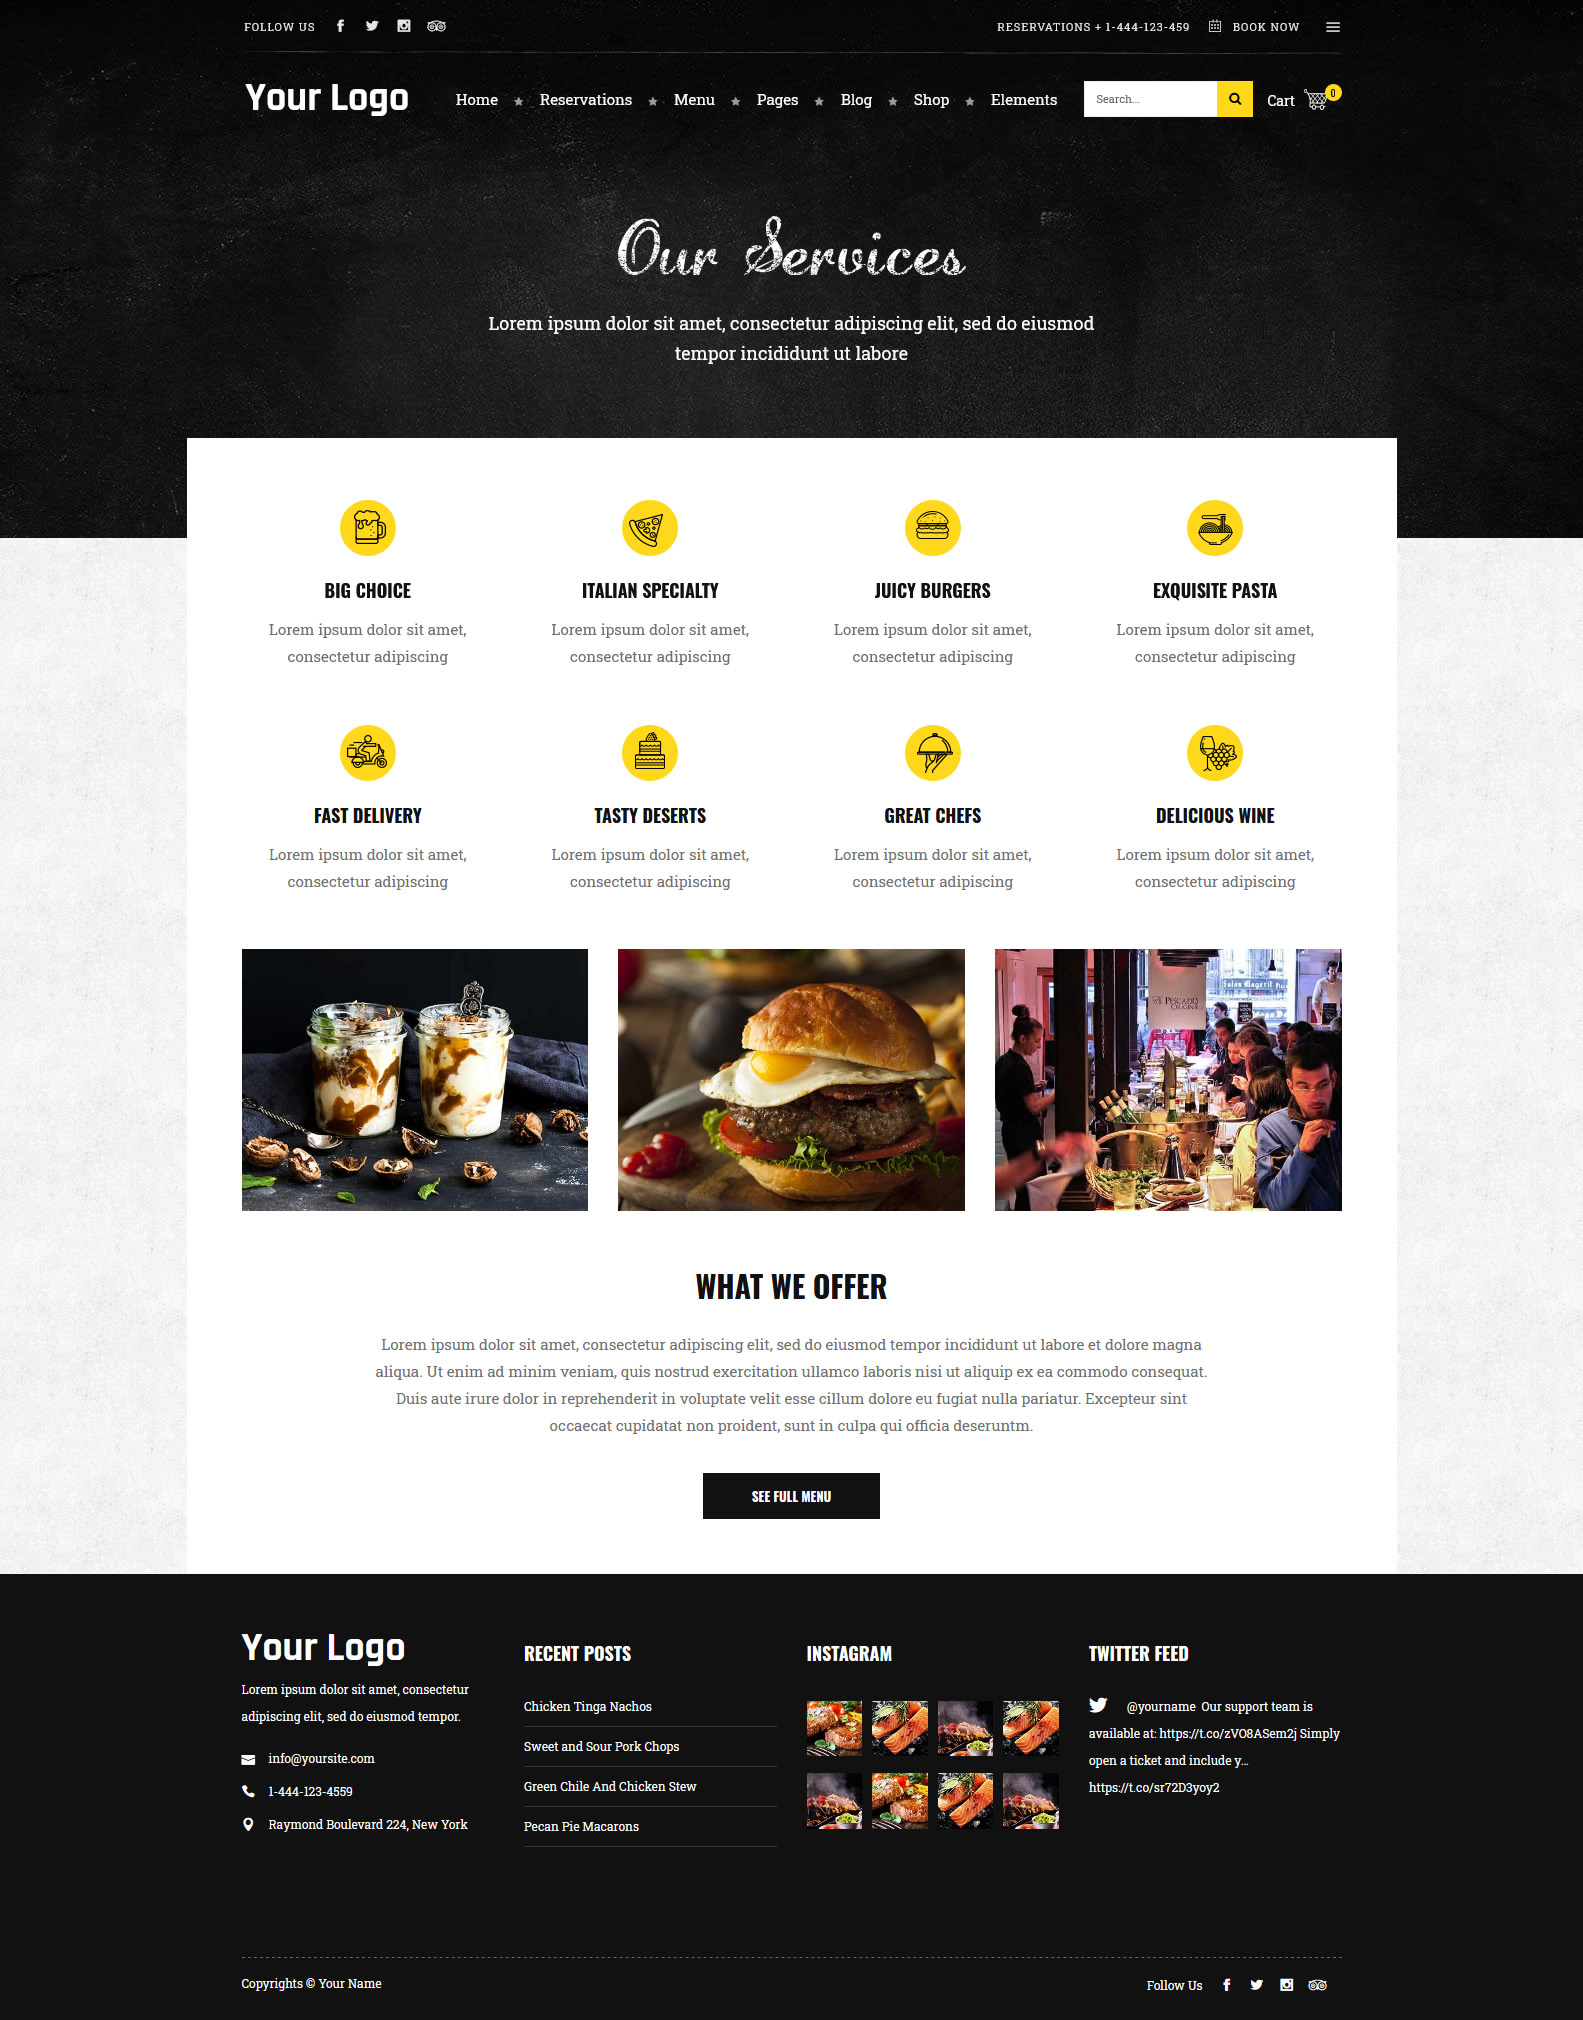 FOLLOW US
RESERVATIONS + 1-444-123-459
BOOK NOW
Your Logo
Home
Reservations
Menu
Pages
Blog
Shop
Elements
Search...
Cart
0
Our Services
Lorem ipsum dolor sit amet, consectetur adipiscing elit, sed do eiusmod
tempor incididunt ut labore
BIG CHOICE
Lorem ipsum dolor sit amet,
consectetur adipiscing
ITALIAN SPECIALTY
Lorem ipsum dolor sit amet,
consectetur adipiscing
JUICY BURGERS
Lorem ipsum dolor sit amet,
consectetur adipiscing
EXQUISITE PASTA
Lorem ipsum dolor sit amet,
consectetur adipiscing
FAST DELIVERY
Lorem ipsum dolor sit amet,
consectetur adipiscing
TASTY DESERTS
Lorem ipsum dolor sit amet,
consectetur adipiscing
GREAT CHEFS
Lorem ipsum dolor sit amet,
consectetur adipiscing
DELICIOUS WINE
Lorem ipsum dolor sit amet,
consectetur adipiscing
PESCADO
ORIGINAL
WHAT WE OFFER
Lorem ipsum dolor sit amet, consectetur adipiscing elit, sed do eiusmod tempor incididunt ut labore et dolore magna
aliqua. Ut enim ad minim veniam, quis nostrud exercitation ullamco laboris nisi ut aliquip ex ea commodo consequat.
Duis aute irure dolor in reprehenderit in voluptate velit esse cillum dolore eu fugiat nulla pariatur. Excepteur sint
occaecat cupidatat non proident, sunt in culpa qui officia deseruntm.
SEE FULL MENU
Your Logo
Lorem ipsum dolor sit amet, consectetur
adipiscing elit, sed do eiusmod tempor.
info@yoursite.com
1-444-123-4559
Raymond Boulevard 224, New York
RECENT POSTS
Chicken Tinga Nachos
Sweet and Sour Pork Chops
Green Chile And Chicken Stew
Pecan Pie Macarons
INSTAGRAM
TWITTER FEED
@yourname Our support team is
available at: https://t.co/zVO8ASem2j Simply
open a ticket and include y...
https://t.co/sr72D3yoy2
Copyrights © Your Name
Follow Us